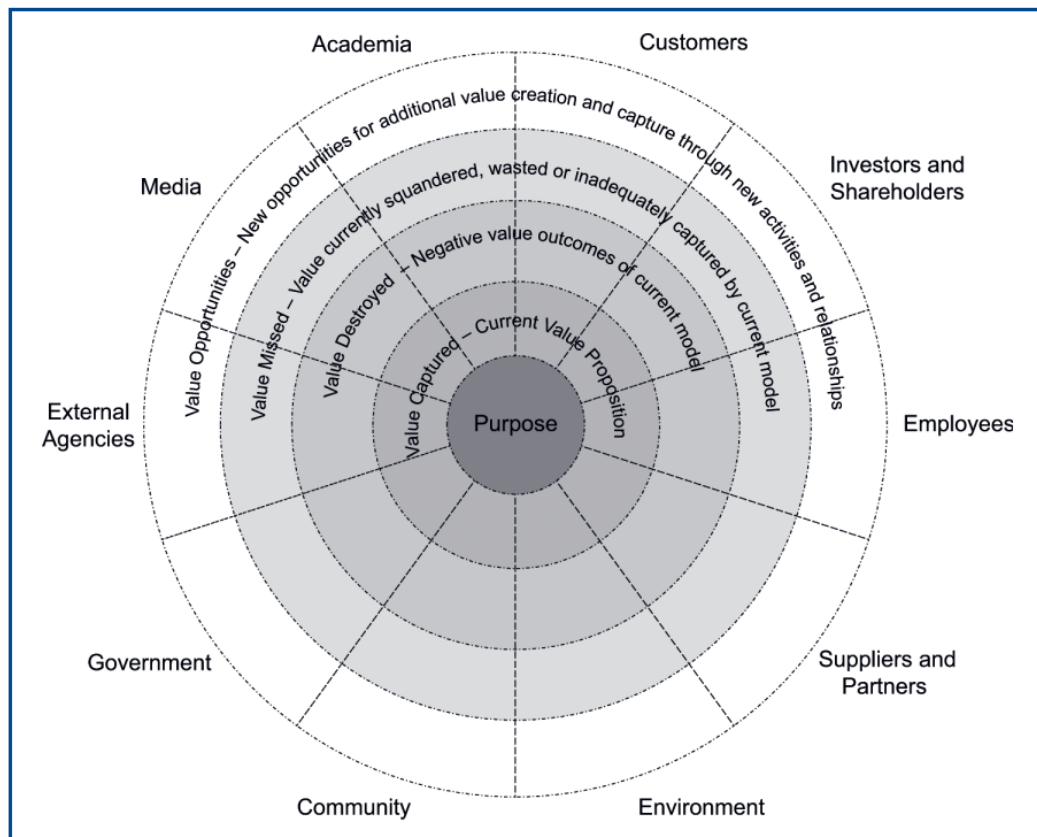 Academia
Customers
Media
Investors and
Shareholders
External
Agencies
Employees
Government
Suppliers and
Partners
Community
Environment
Value Opportunities – New opportunities for additional value creation and capture through new activities and relationships
Value Missed – Value currently squandered, wasted or inadequately captured by current model
Value Destroyed – Negative value outcomes of current model
Value Captured – Current Value Proposition
Purpose